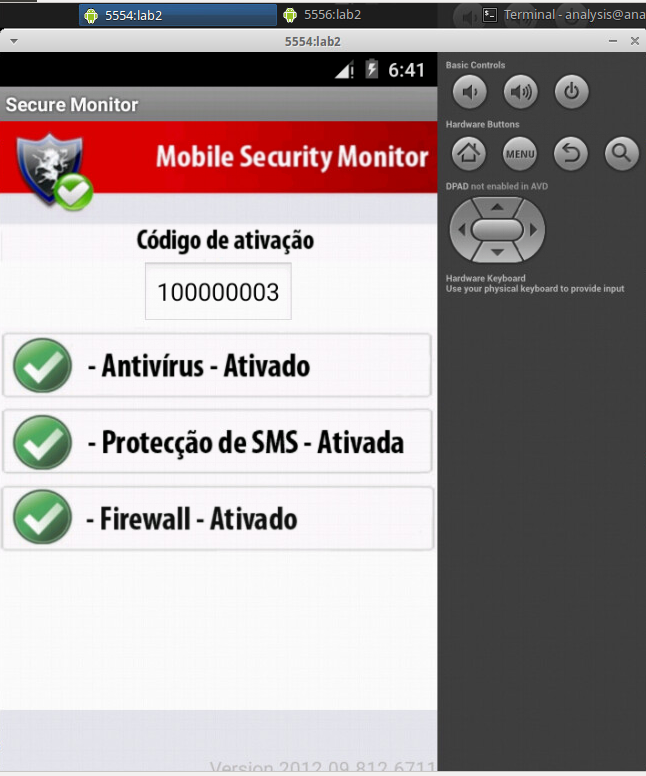 5554:lab2
5556:lab2
Terminal - analysis@ana
5554:lab2
6:41
Secure Monitor
Mobile Security Monitor
Código de ativação
100000003
- Antivírus - Ativado
- Protecção de SMS - Ativada
- Firewall - Ativado
Version 2012.09.812.6711
Basic Controls
Hardware Buttons
MENU
DPAD not enabled in AVD
Hardware Keyboard
Use your physical keyboard to provide input